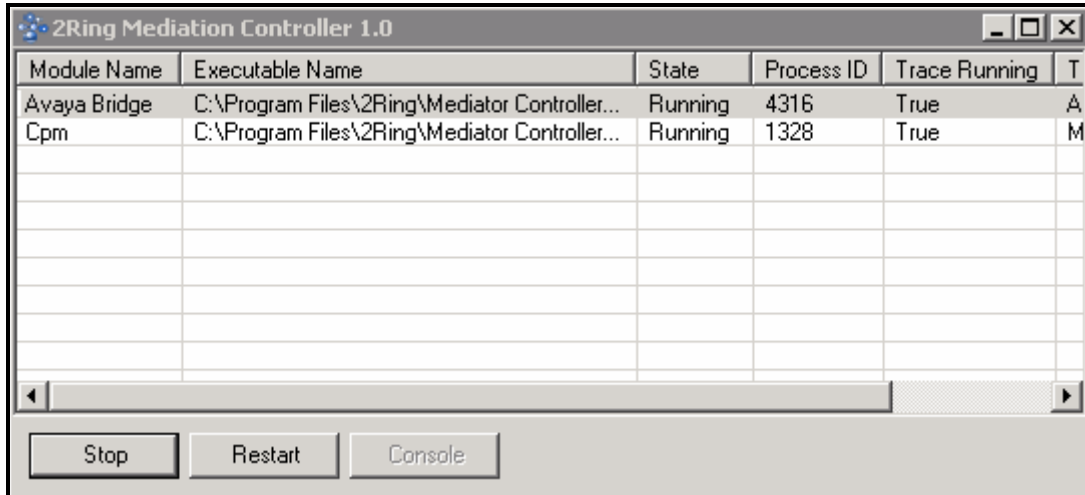 2Ring Mediation Controller 1.0
Module Name Executable Name State Process ID Trace Running T
Avaya Bridge C:\Program Files\2Ring\Mediator Controller... Running 4316 True A
Cpm C:\Program Files\2Ring\Mediator Controller... Running 1328 True M
Stop Restart Console